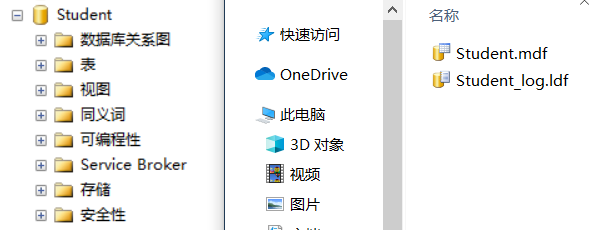 Student
数据库关系图
表
视图
同义词
可编程性
Service Broker
存储
安全性
快速访问
OneDrive
此电脑
3D 对象
视频
图片
名称
Student.mdf
Student_log.ldf